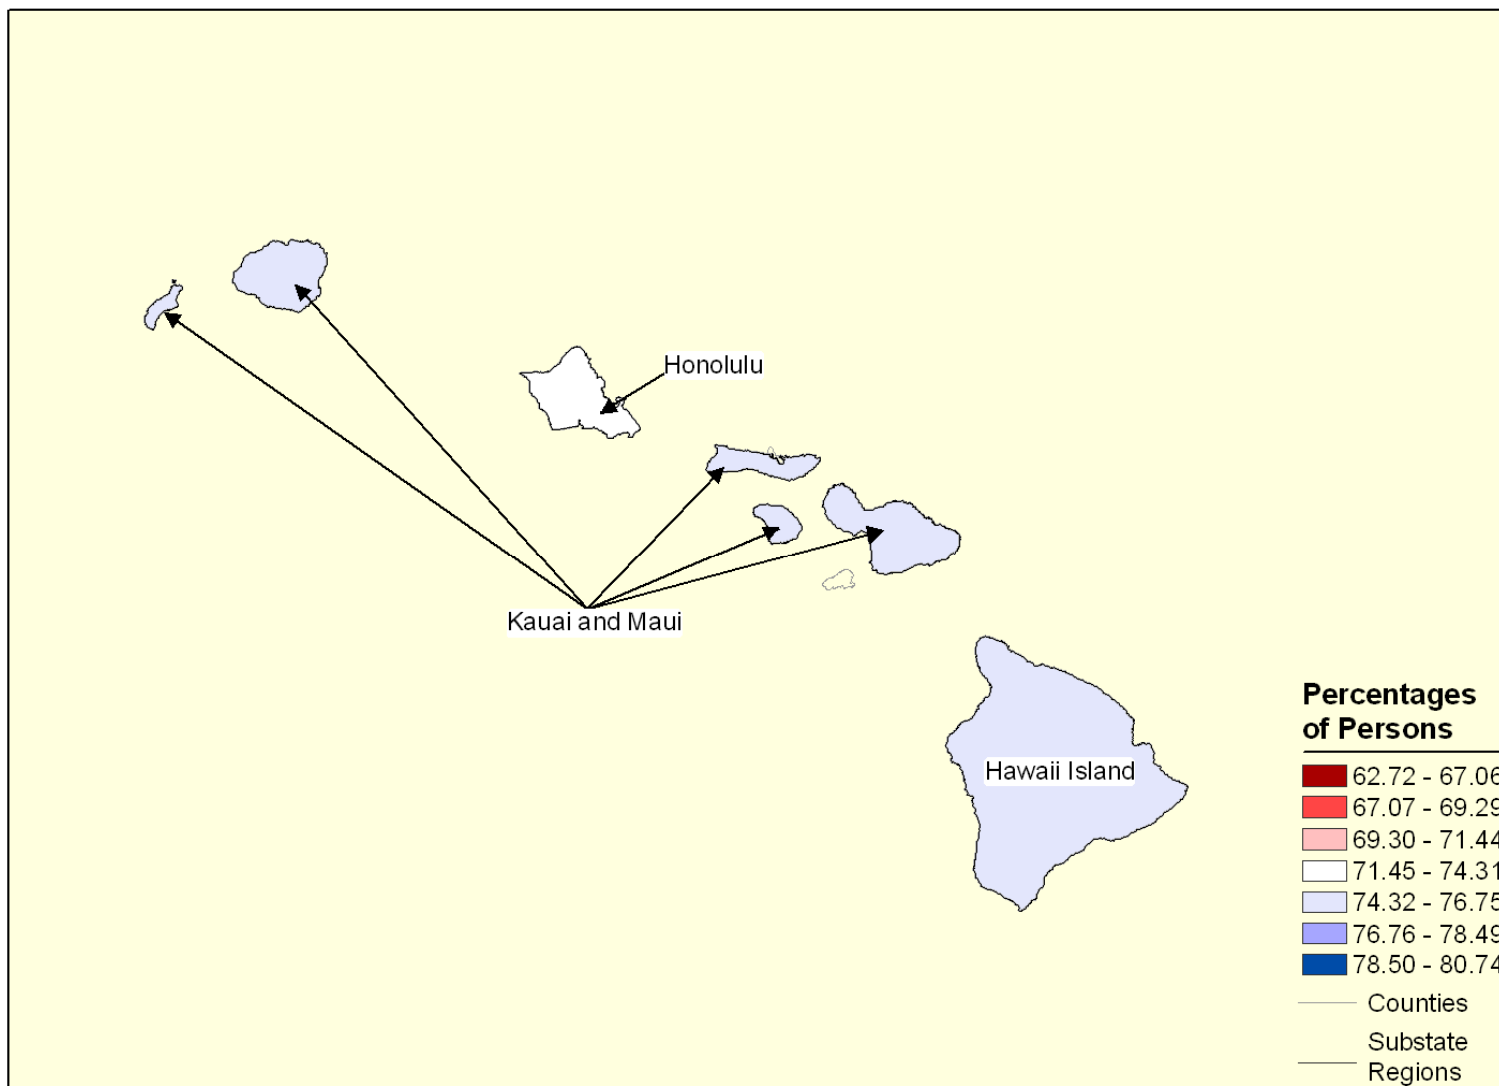 Honolulu
Kauai and Maui
Hawaii Island
Percentages
of Persons
62.72 - 67.06
67.07 - 69.29
69.30 - 71.44
71.45 - 74.31
74.32 - 76.75
76.76 - 78.49
78.50 - 80.74
Counties
Substate
Regions